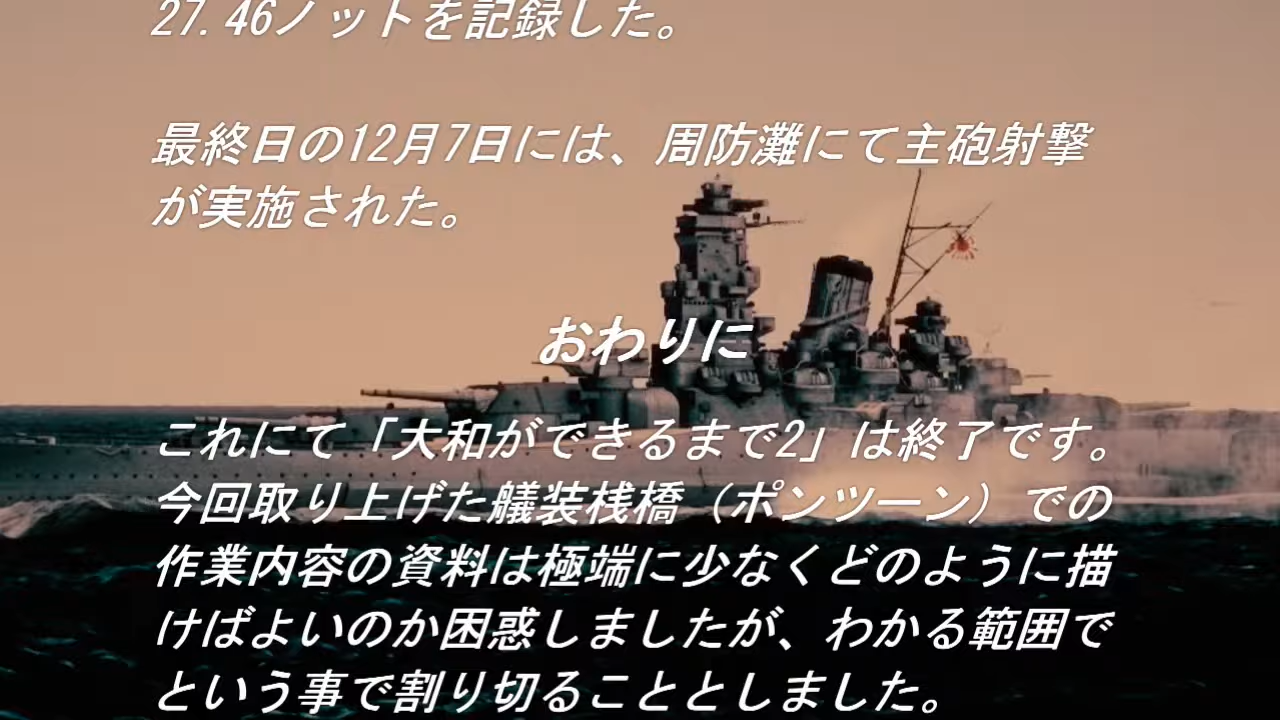 27.46ノットを記録した。
最終日の12月7日には、周防灘にて主砲射撃
が実施された。
おわりに
これにて「大和ができるまで2」は終了です。
今回取り上げた艤装桟橋（ポンツーン）での
作業内容の資料は極端に少なくどのように描
けばよいのか困惑しましたが、わかる範囲で
という事で割り切ることとしました。